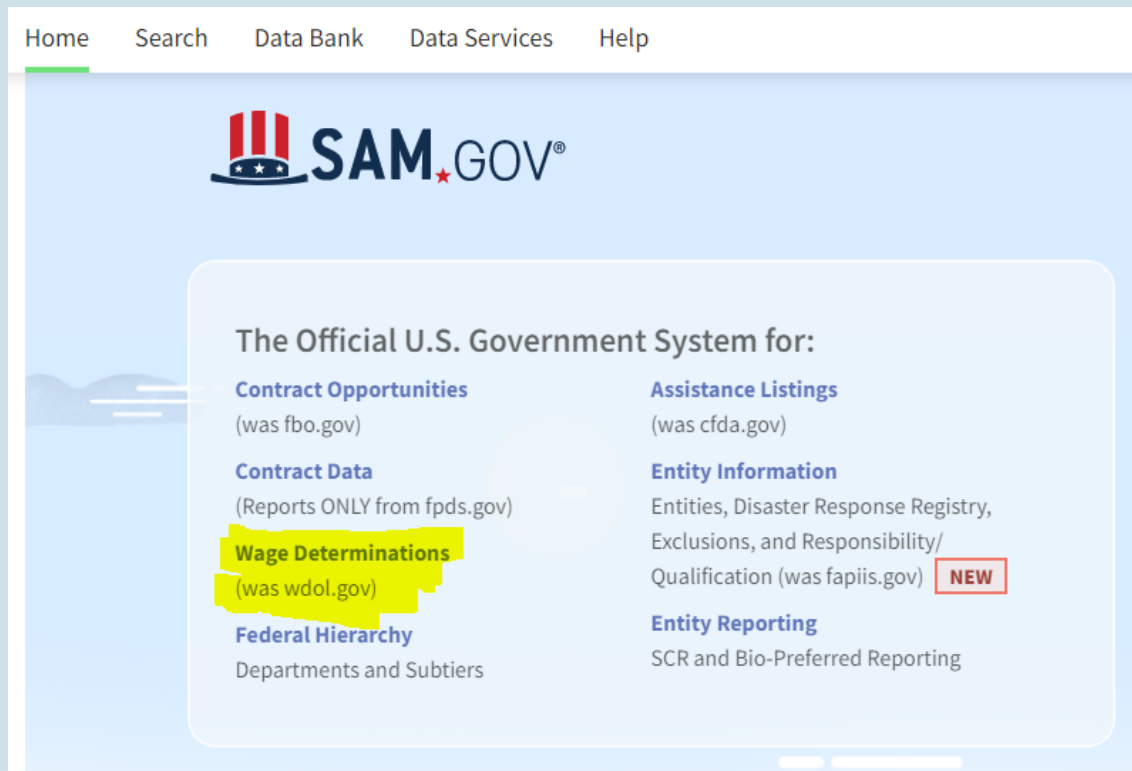 Home Search Data Bank Data Services Help
SAM.GOV®
The Official U.S. Government System for:
Contract Opportunities
(was fbo.gov)
Contract Data
(Reports ONLY from fpds.gov)
Wage Determinations
(was wdol.gov)
Federal Hierarchy
Departments and Subtiers
Assistance Listings
(was cfda.gov)
Entity Information
Entities, Disaster Response Registry,
Exclusions, and Responsibility/
Qualification (was fapiis.gov) NEW
Entity Reporting
SCR and Bio-Preferred Reporting